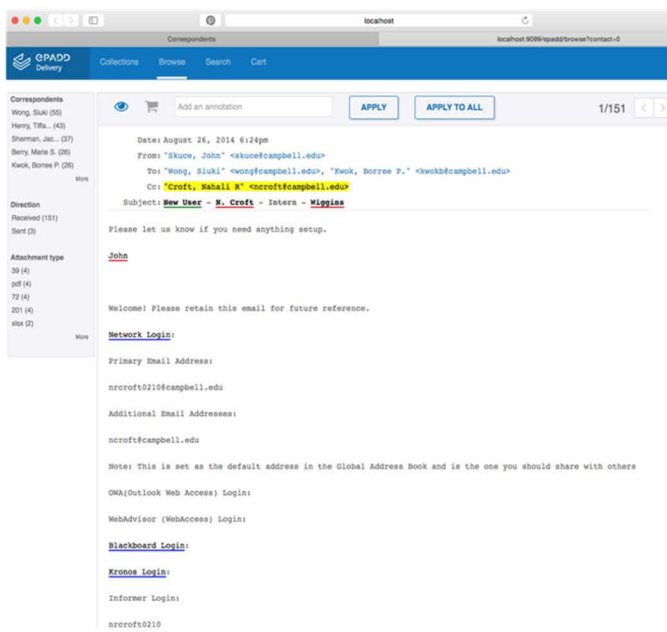 localhost
Correspondents
localhost:9099/epadd/browse?contact=0
ePADD
Delivery
Collections Browse Search Cart
Correspondents
Wong, Siuki (55)
Henry, Tiffa... (43)
Sherman, Jac... (37)
Berry, Marie S. (26)
Kwok, Borree P. (26)
More
Direction
Received (151)
Sent (3)
Attachment type
39 (4)
pdf (4)
72 (4)
201 (4)
xlsx (2)
More
Add an annotation APPLY APPLY TO ALL 1/151
Date: August 26, 2014 6:24pm
From: "Skuce, John" <skuce@campbell.edu>
To: "Wong, Siuki" <wong@campbell.edu>, "Kwok, Borree P." <kwokb@campbell.edu>
Cc: "Croft, Nahali R" <ncroft@campbell.edu>
Subject: New User - N. Croft - Intern - Wiggins
Please let us know if you need anything setup.
John
Welcome! Please retain this email for future reference.
Network Login:
Primary Email Address:
nrcroft0210@campbell.edu
Additional Email Addresses:
ncroft@campbell.edu
Note: This is set as the default address in the Global Address Book and is the one you should share with others
OWA(Outlook Web Access) Login:
WebAdvisor (WebAccess) Login:
Blackboard Login:
Kronos Login:
Informer Login:
nrcroft0210